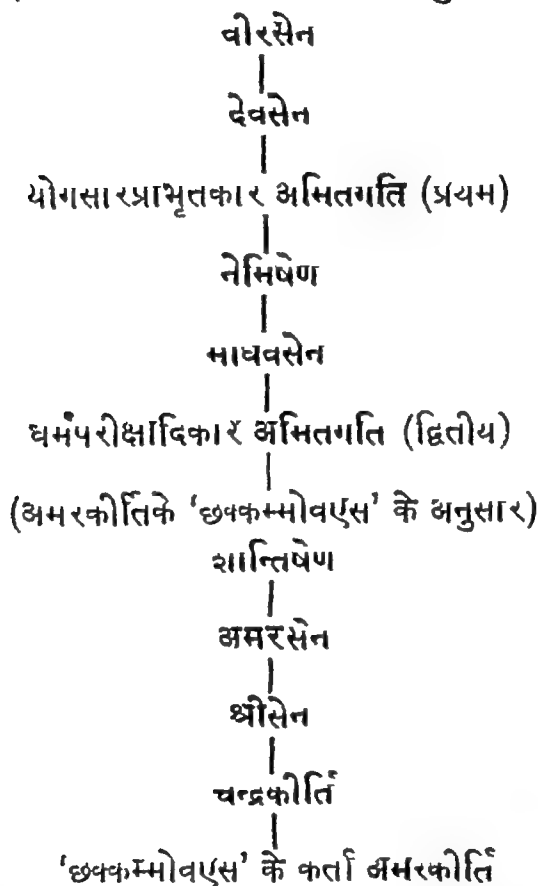 वीरसेन
देवसेन
योगसारप्राभृतकार अमितगति (प्रथम)
नेमिषेण
माधवसेन
धर्मपरीक्षादिकार अमितगति (द्वितीय)
(अमरकीर्तिके ‘छक्कम्मोवएस’ के अनुसार)
शान्तिषेण
अमरसेन
श्रीसेन
चन्द्रकीर्ति
‘छक्कम्मोवएस’ के कर्ता अमरकीर्ति